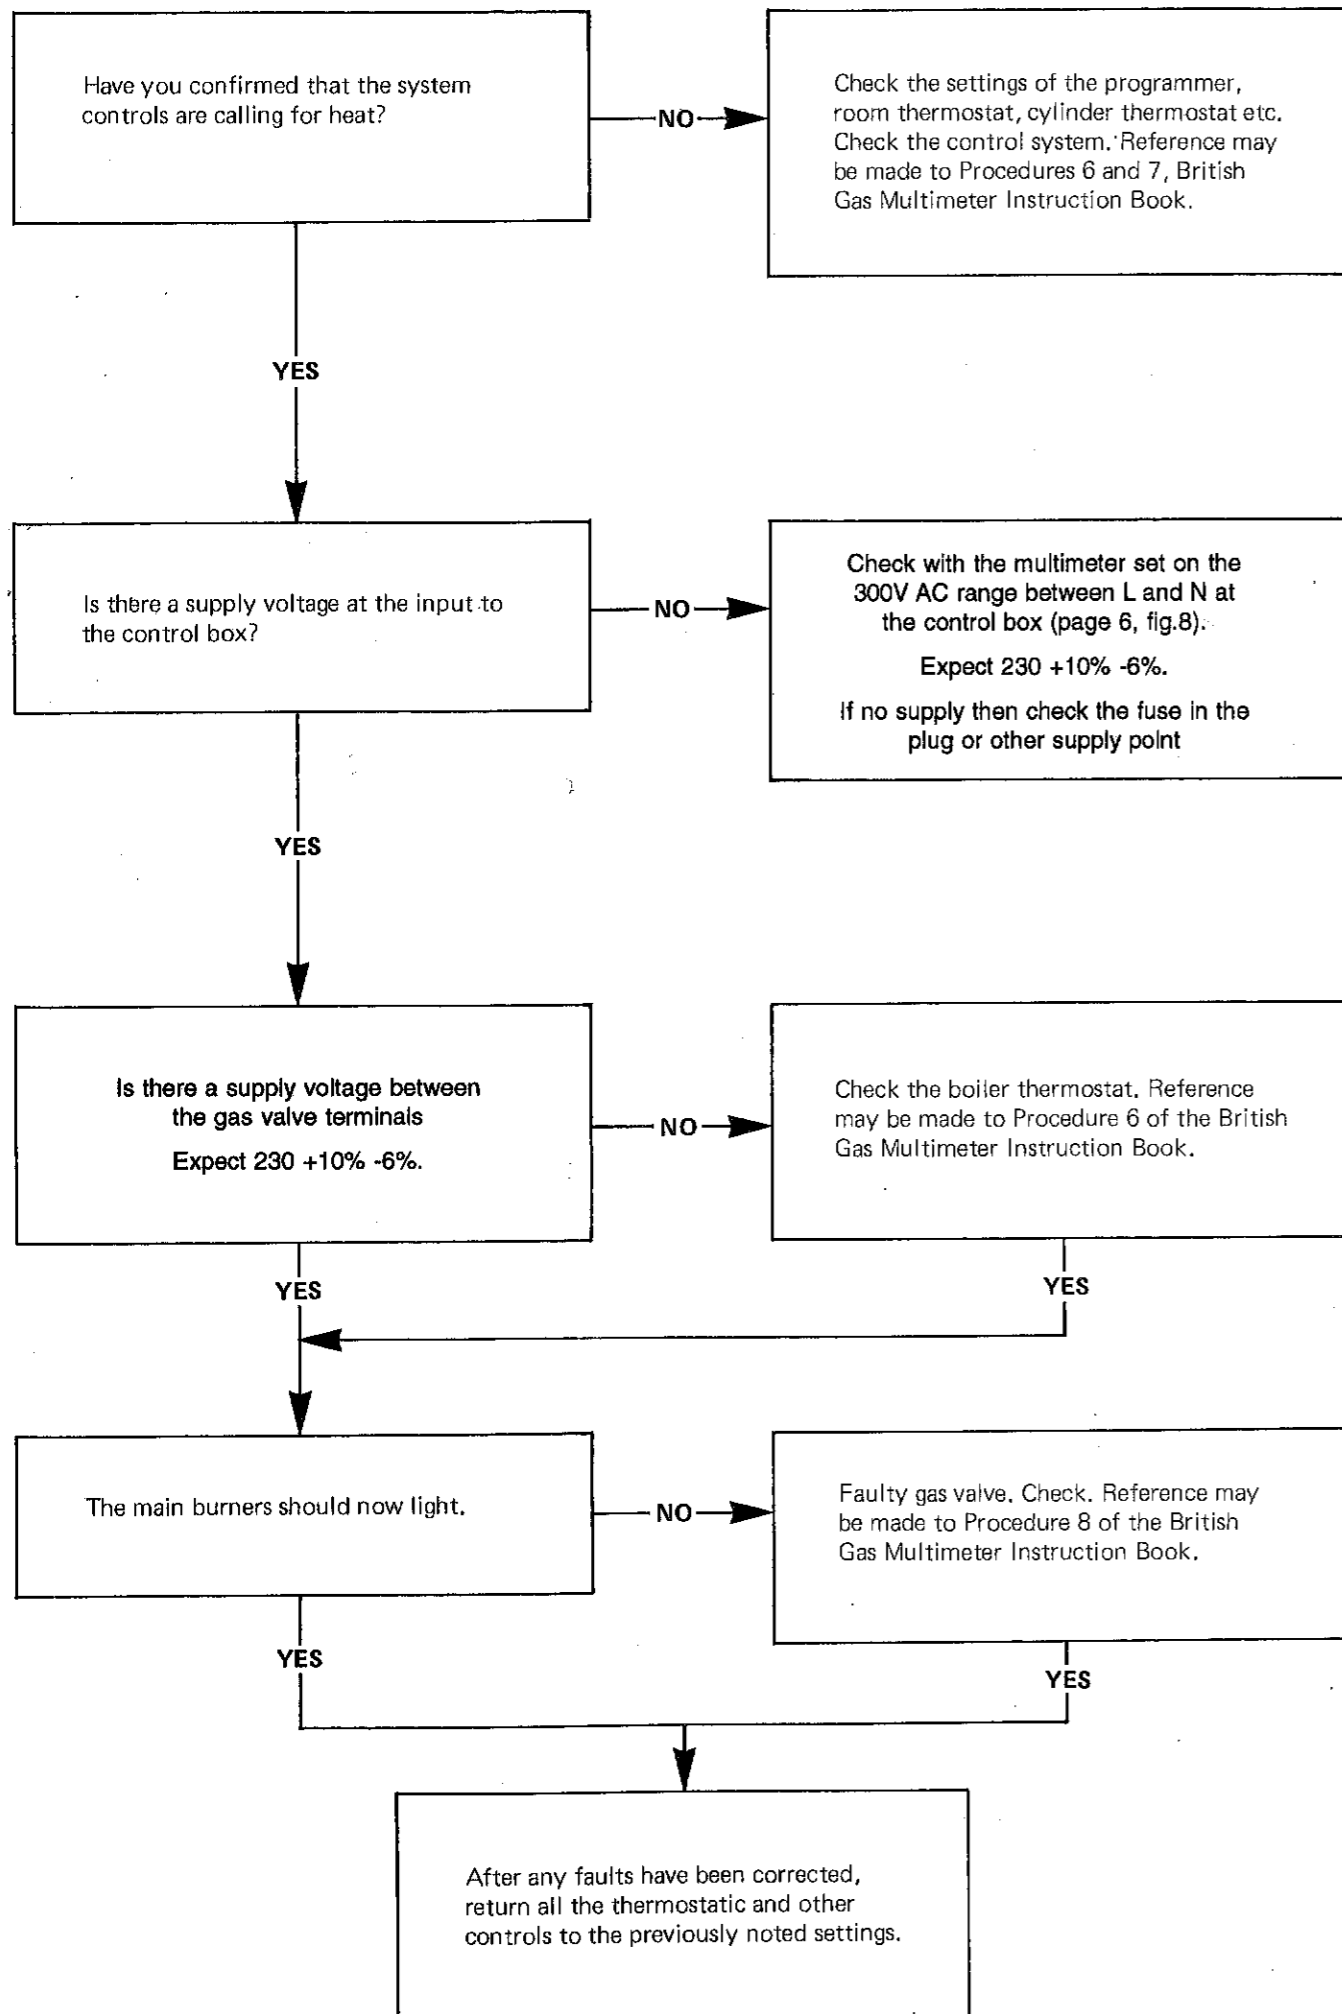 Have you confirmed that the system
controls are calling for heat?
NO
Check the settings of the programmer,
room thermostat, cylinder thermostat etc.
Check the control system. Reference may
be made to Procedures 6 and 7, British
Gas Multimeter Instruction Book.
YES
Is there a supply voltage at the input to
the control box?
NO
Check with the multimeter set on the
300V AC range between L and N at
the control box (page 6, fig.8).
Expect 230 +10% -6%.
If no supply then check the fuse in the
plug or other supply point
YES
Is there a supply voltage between
the gas valve terminals
Expect 230 +10% -6%.
NO
Check the boiler thermostat. Reference
may be made to Procedure 6 of the British
Gas Multimeter Instruction Book.
YES
YES
The main burners should now light.
NO
Faulty gas valve. Check. Reference may
be made to Procedure 8 of the British
Gas Multimeter Instruction Book.
YES
YES
After any faults have been corrected,
return all the thermostatic and other
controls to the previously noted settings.